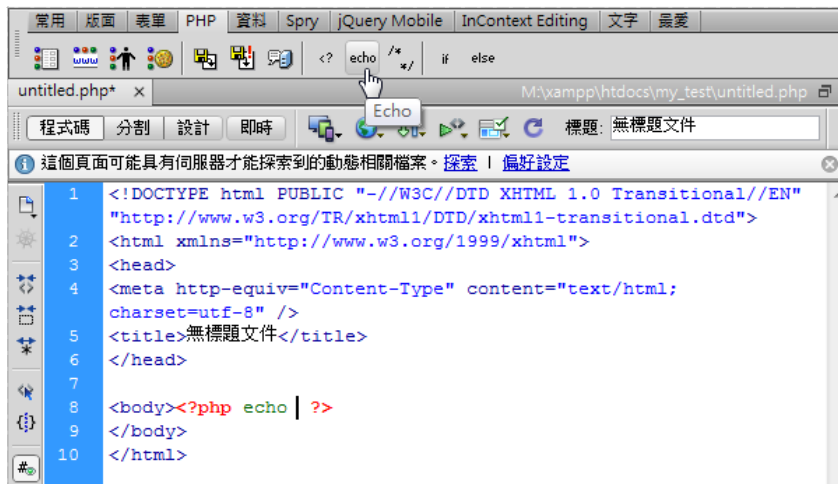 常用 版面 表單 PHP 資料 Spry jQuery Mobile InContext Editing 文字 最愛
www <? echo /* */ if else
untitled.php* × M:\xampp\htdocs\my_test\untitled.php
Echo
程式碼 分割 設計 即時 標題: 無標題文件
這個頁面可能具有伺服器才能探索到的動態相關檔案。探索 | 偏好設定
1 <!DOCTYPE html PUBLIC "-//W3C//DTD XHTML 1.0 Transitional//EN"
"http://www.w3.org/TR/xhtml1/DTD/xhtml1-transitional.dtd">
2 <html xmlns="http://www.w3.org/1999/xhtml">
3 <head>
4 <meta http-equiv="Content-Type" content="text/html;
charset=utf-8" />
5 <title>無標題文件</title>
6 </head>
7
8 <body><?php echo ?>
9 </body>
10 </html>